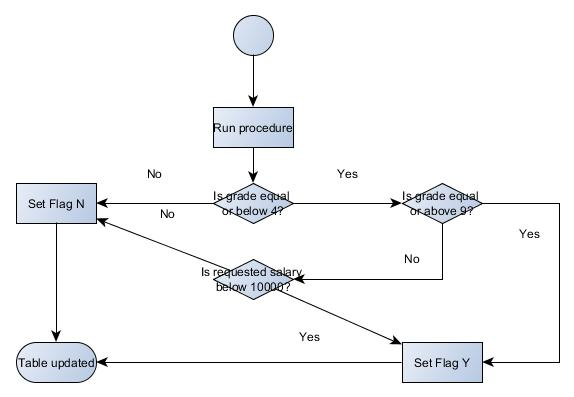 Run procedure
No
Yes
Is grade equal
or below 4?
Is grade equal
or above 9?
Set Flag N
No
Yes
No
Is requested salary
below 10000?
Yes
Table updated
Set Flag Y